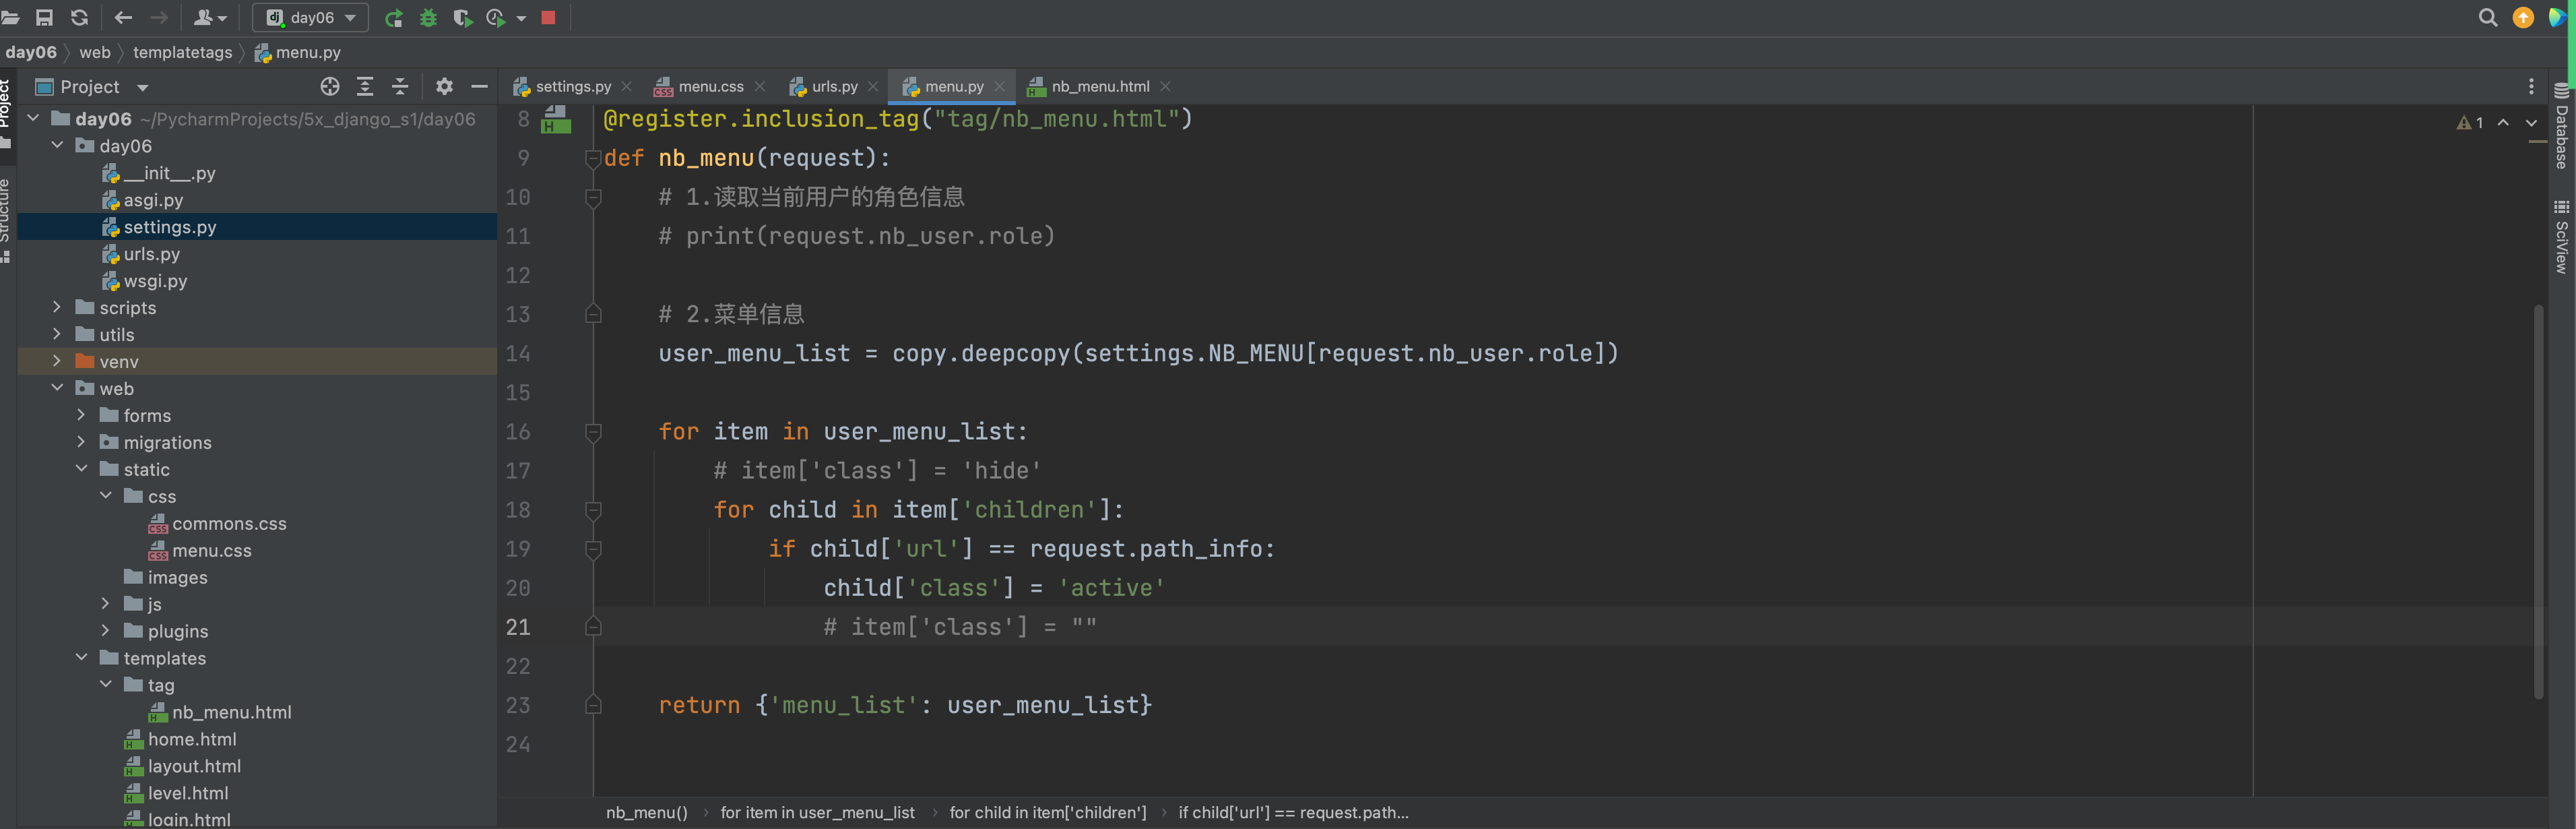 day06
day06 web templatetags menu.py
Project
settings.py menu.css urls.py menu.py nb_menu.html
Project
Structure
day06 ~/PycharmProjects/5x_django_s1/day06
day06
__init__.py
asgi.py
settings.py
urls.py
wsgi.py
scripts
utils
venv
web
forms
migrations
static
css
commons.css
menu.css
images
js
plugins
templates
tag
nb_menu.html
home.html
layout.html
level.html
login.html
8 @register.inclusion_tag("tag/nb_menu.html")
9 def nb_menu(request):
10 # 1.读取当前用户的角色信息
11 # print(request.nb_user.role)
12
13 # 2.菜单信息
14 user_menu_list = copy.deepcopy(settings.NB_MENU[request.nb_user.role])
15
16 for item in user_menu_list:
17 # item['class'] = 'hide'
18 for child in item['children']:
19 if child['url'] == request.path_info:
20 child['class'] = 'active'
21 # item['class'] = ""
22
23 return {'menu_list': user_menu_list}
24
1
Database
SciView
nb_menu() for item in user_menu_list for child in item['children'] if child['url'] == request.path...